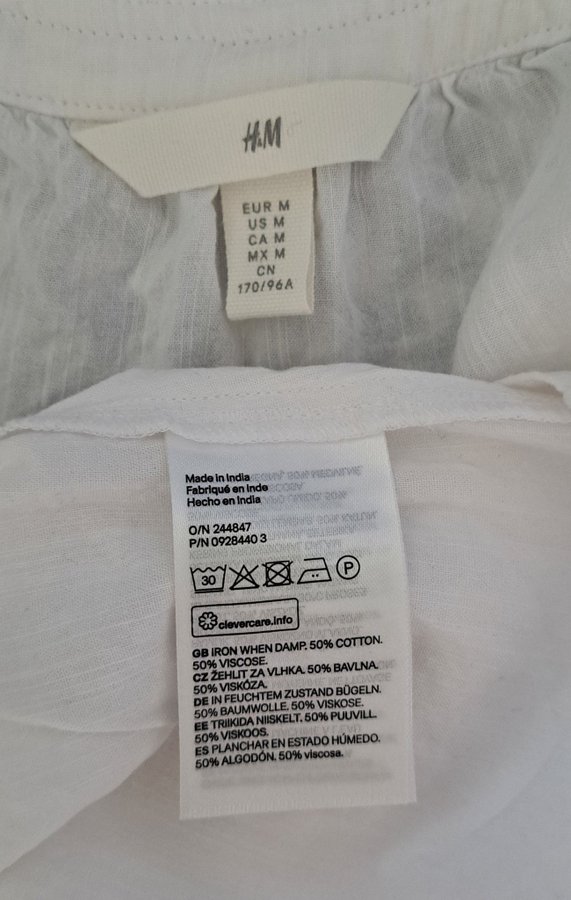 H&M
EUR M
US M
CA M
MX M
CN
170/96A
Made in India
Fabriqué en Inde
Hecho en India
O/N 244847
P/N 0928440 3
30
P
clevercare.info
GB IRON WHEN DAMP. 50% COTTON.
50% VISCOSE.
CZ ŽEHLIT ZA VLHKA. 50% BAVLNA.
50% VISKÓZA.
DE IN FEUCHTEM ZUSTAND BÜGELN.
50% BAUMWOLLE. 50% VISKOSE.
EE TRIIKIDA NIISKELT. 50% PUUVILL.
50% VISKOOS.
ES PLANCHAR EN ESTADO HÚMEDO.
50% ALGODÓN. 50% viscosa.